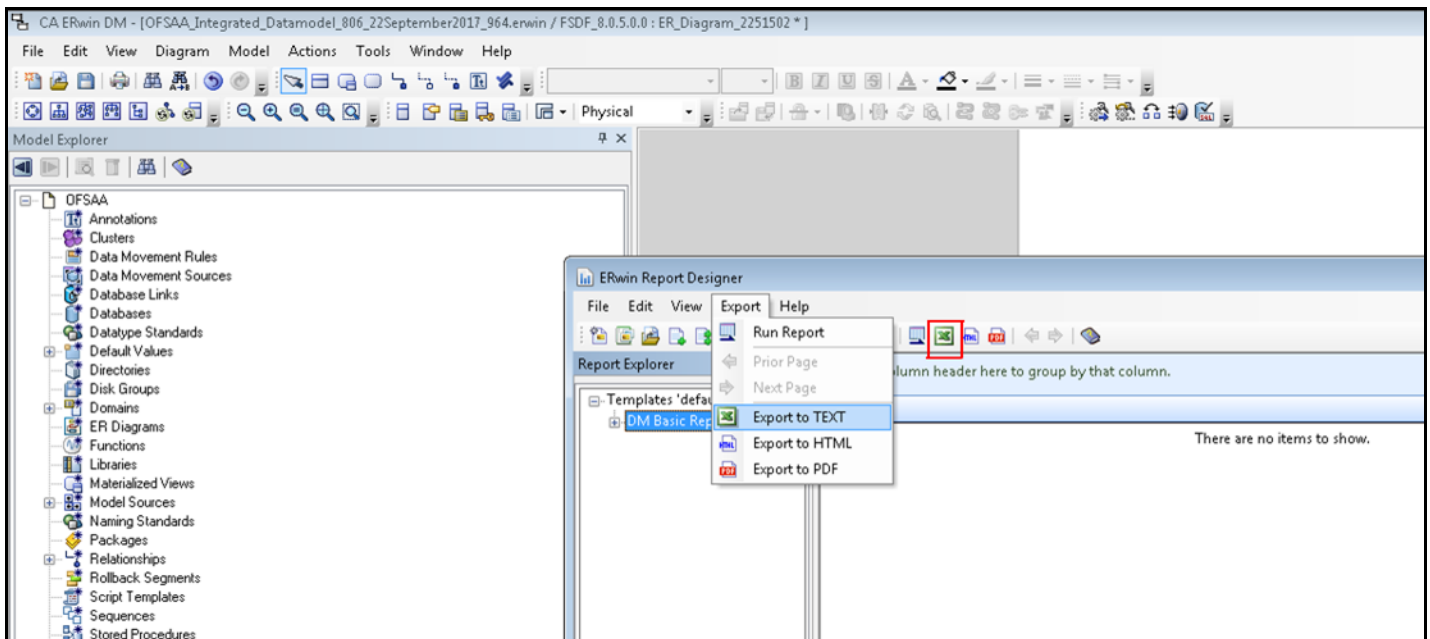 CA ERwin DM - [OFSAA_Integrated_Datamodel_806_22September2017_964.erwin / FSDF_8.0.5.0.0 : ER_Diagram_2251502 * ]
File Edit View Diagram Model Actions Tools Window Help
B I U S A
Physical
Model Explorer
OFSAA
Annotations
Clusters
Data Movement Rules
Data Movement Sources
Database Links
Databases
Datatype Standards
Default Values
Directories
Disk Groups
Domains
ER Diagrams
Functions
Libraries
Materialized Views
Model Sources
Naming Standards
Packages
Relationships
Rollback Segments
Script Templates
Sequences
Stored Procedures
ERwin Report Designer
File Edit View Export Help
Run Report
Prior Page
Next Page
Export to TEXT
Export to HTML
Export to PDF
Report Explorer
Templates 'defau
DM Basic Rep
lumn header here to group by that column.
There are no items to show.